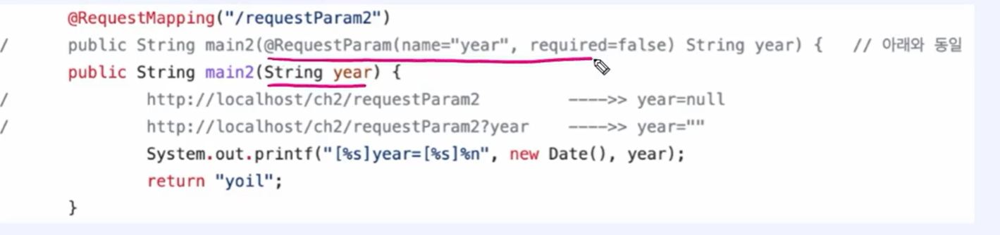 @RequestMapping("/requestParam2")
/ public String main2(@RequestParam(name="year", required=false) String year) { // 아래와 동일
public String main2(String year) {
/ http://localhost/ch2/requestParam2 ---->> year=null
/ http://localhost/ch2/requestParam2?year ---->> year=""
System.out.printf("[%s]year=[%s]%n", new Date(), year);
return "yoil";
}